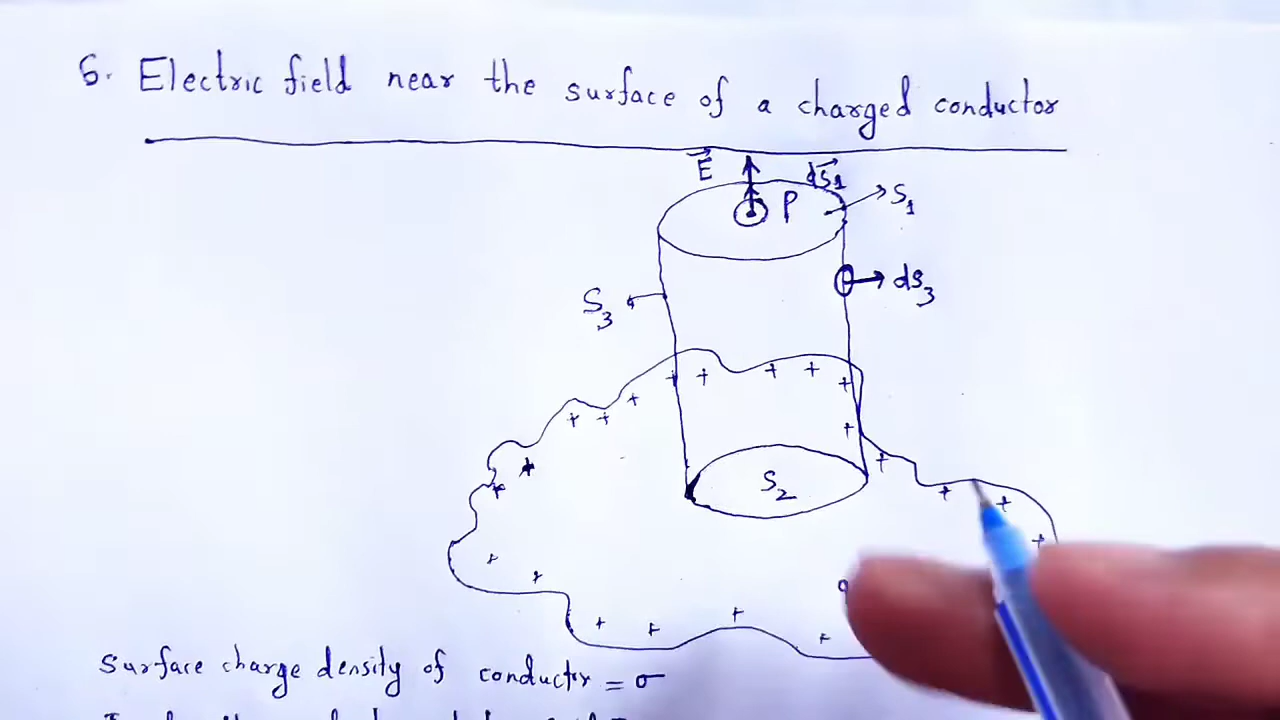 6. Electric field near the surface of a charged conductor
E dS1
P S1
S3 dS3
S2
Surface charge density of conductor = σ